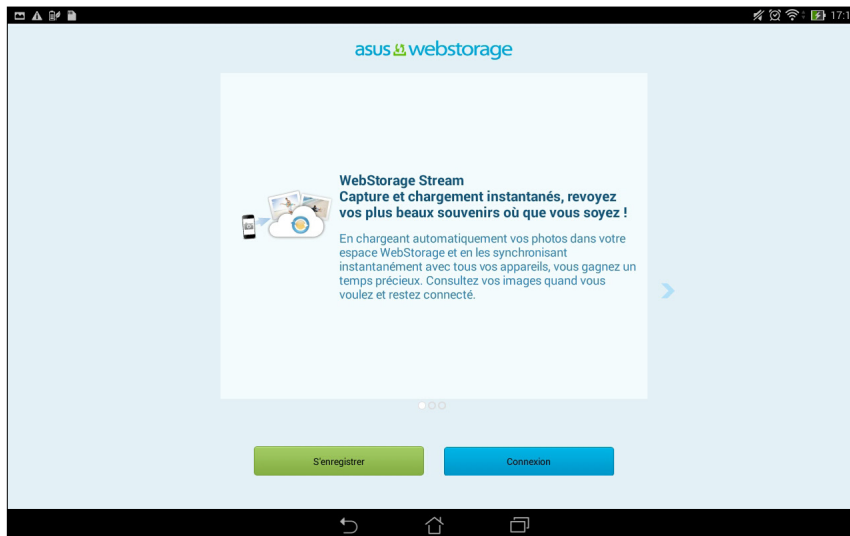 asus webstorage
WebStorage Stream
Capture et chargement instantanés, revoyez
vos plus beaux souvenirs où que vous soyez !
En chargeant automatiquement vos photos dans votre
espace WebStorage et en les synchronisant
instantanément avec tous vos appareils, vous gagnez un
temps précieux. Consultez vos images quand vous
voulez et restez connecté.
S'enregistrer
Connexion